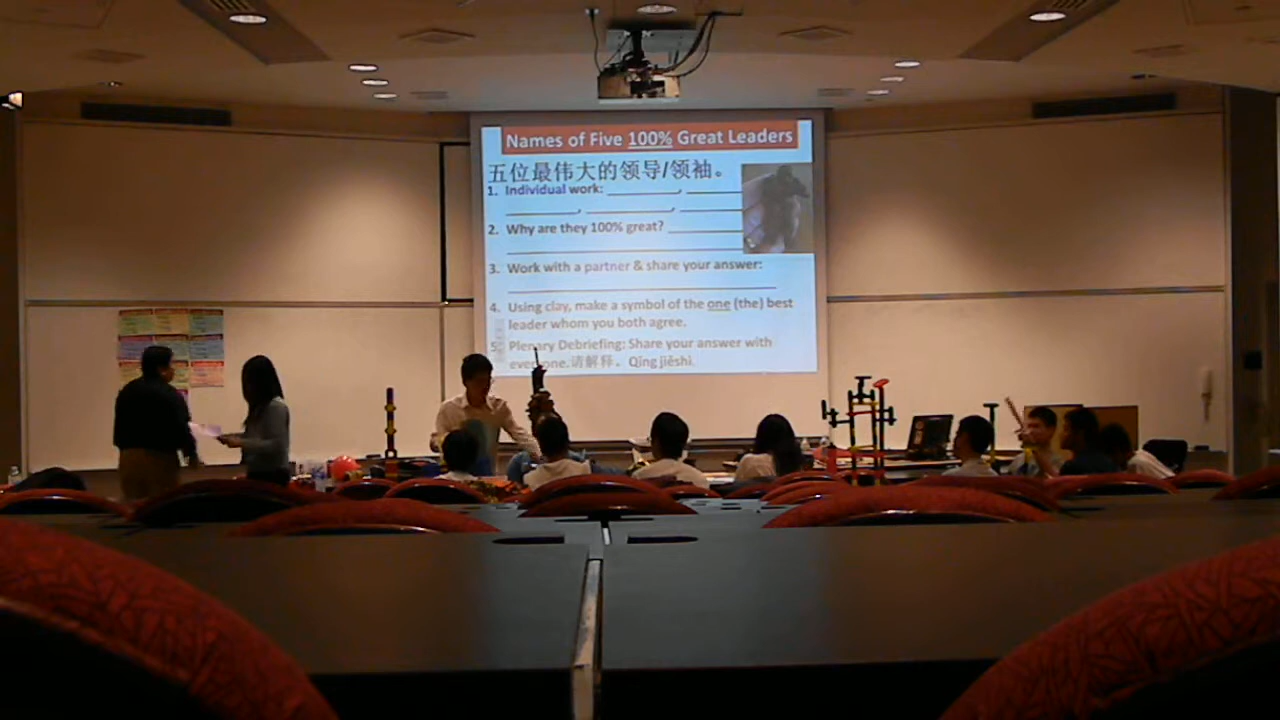 Names of Five 100% Great Leaders
五位最伟大的领导/领袖。
1. Individual work: ________, ______
________, __________, ________
2. Why are they 100% great? __________
3. Work with a partner & share your answer:
4. Using clay, make a symbol of the one (the) best
leader whom you both agree.
5. Plenary Debriefing: Share your answer with
everyone.请解释。 Qǐng jiěshì.